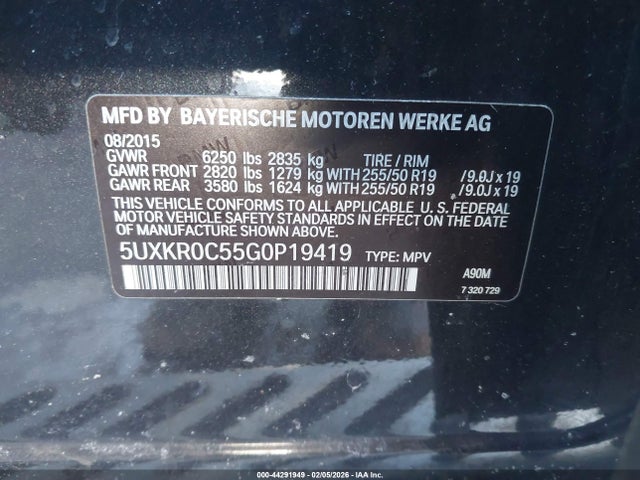 MFD BY BAYERISCHE MOTOREN WERKE AG
08/2015
GVWR 6250 lbs 2835 kg TIRE / RIM
GAWR FRONT 2820 lbs 1279 kg WITH 255/50 R19 /9.0J x 19
GAWR REAR 3580 lbs 1624 kg WITH 255/50 R19 /9.0J x 19
THIS VEHICLE CONFORMS TO ALL APPLICABLE U. S. FEDERAL
MOTOR VEHICLE SAFETY STANDARDS IN EFFECT ON THE DATE
OF MANUFACTURE SHOWN ABOVE.
5UXKR0C55G0P19419 TYPE: MPV
A90M
7 320 729
000-44291949 - 02/05/2026 - IAA Inc.